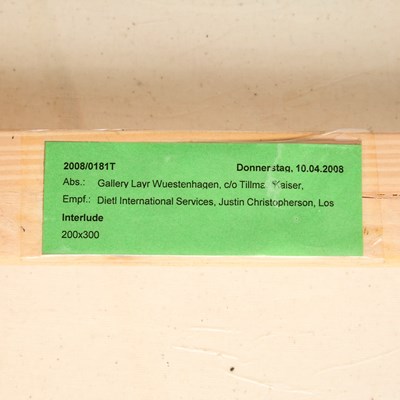 2008/0181T Donnerstag, 10.04.2008
Abs.: Gallery Layr Wuestenhagen, c/o Tillman Kaiser,
Empf.: Dietl International Services, Justin Christopherson, Los
Interlude
200x300